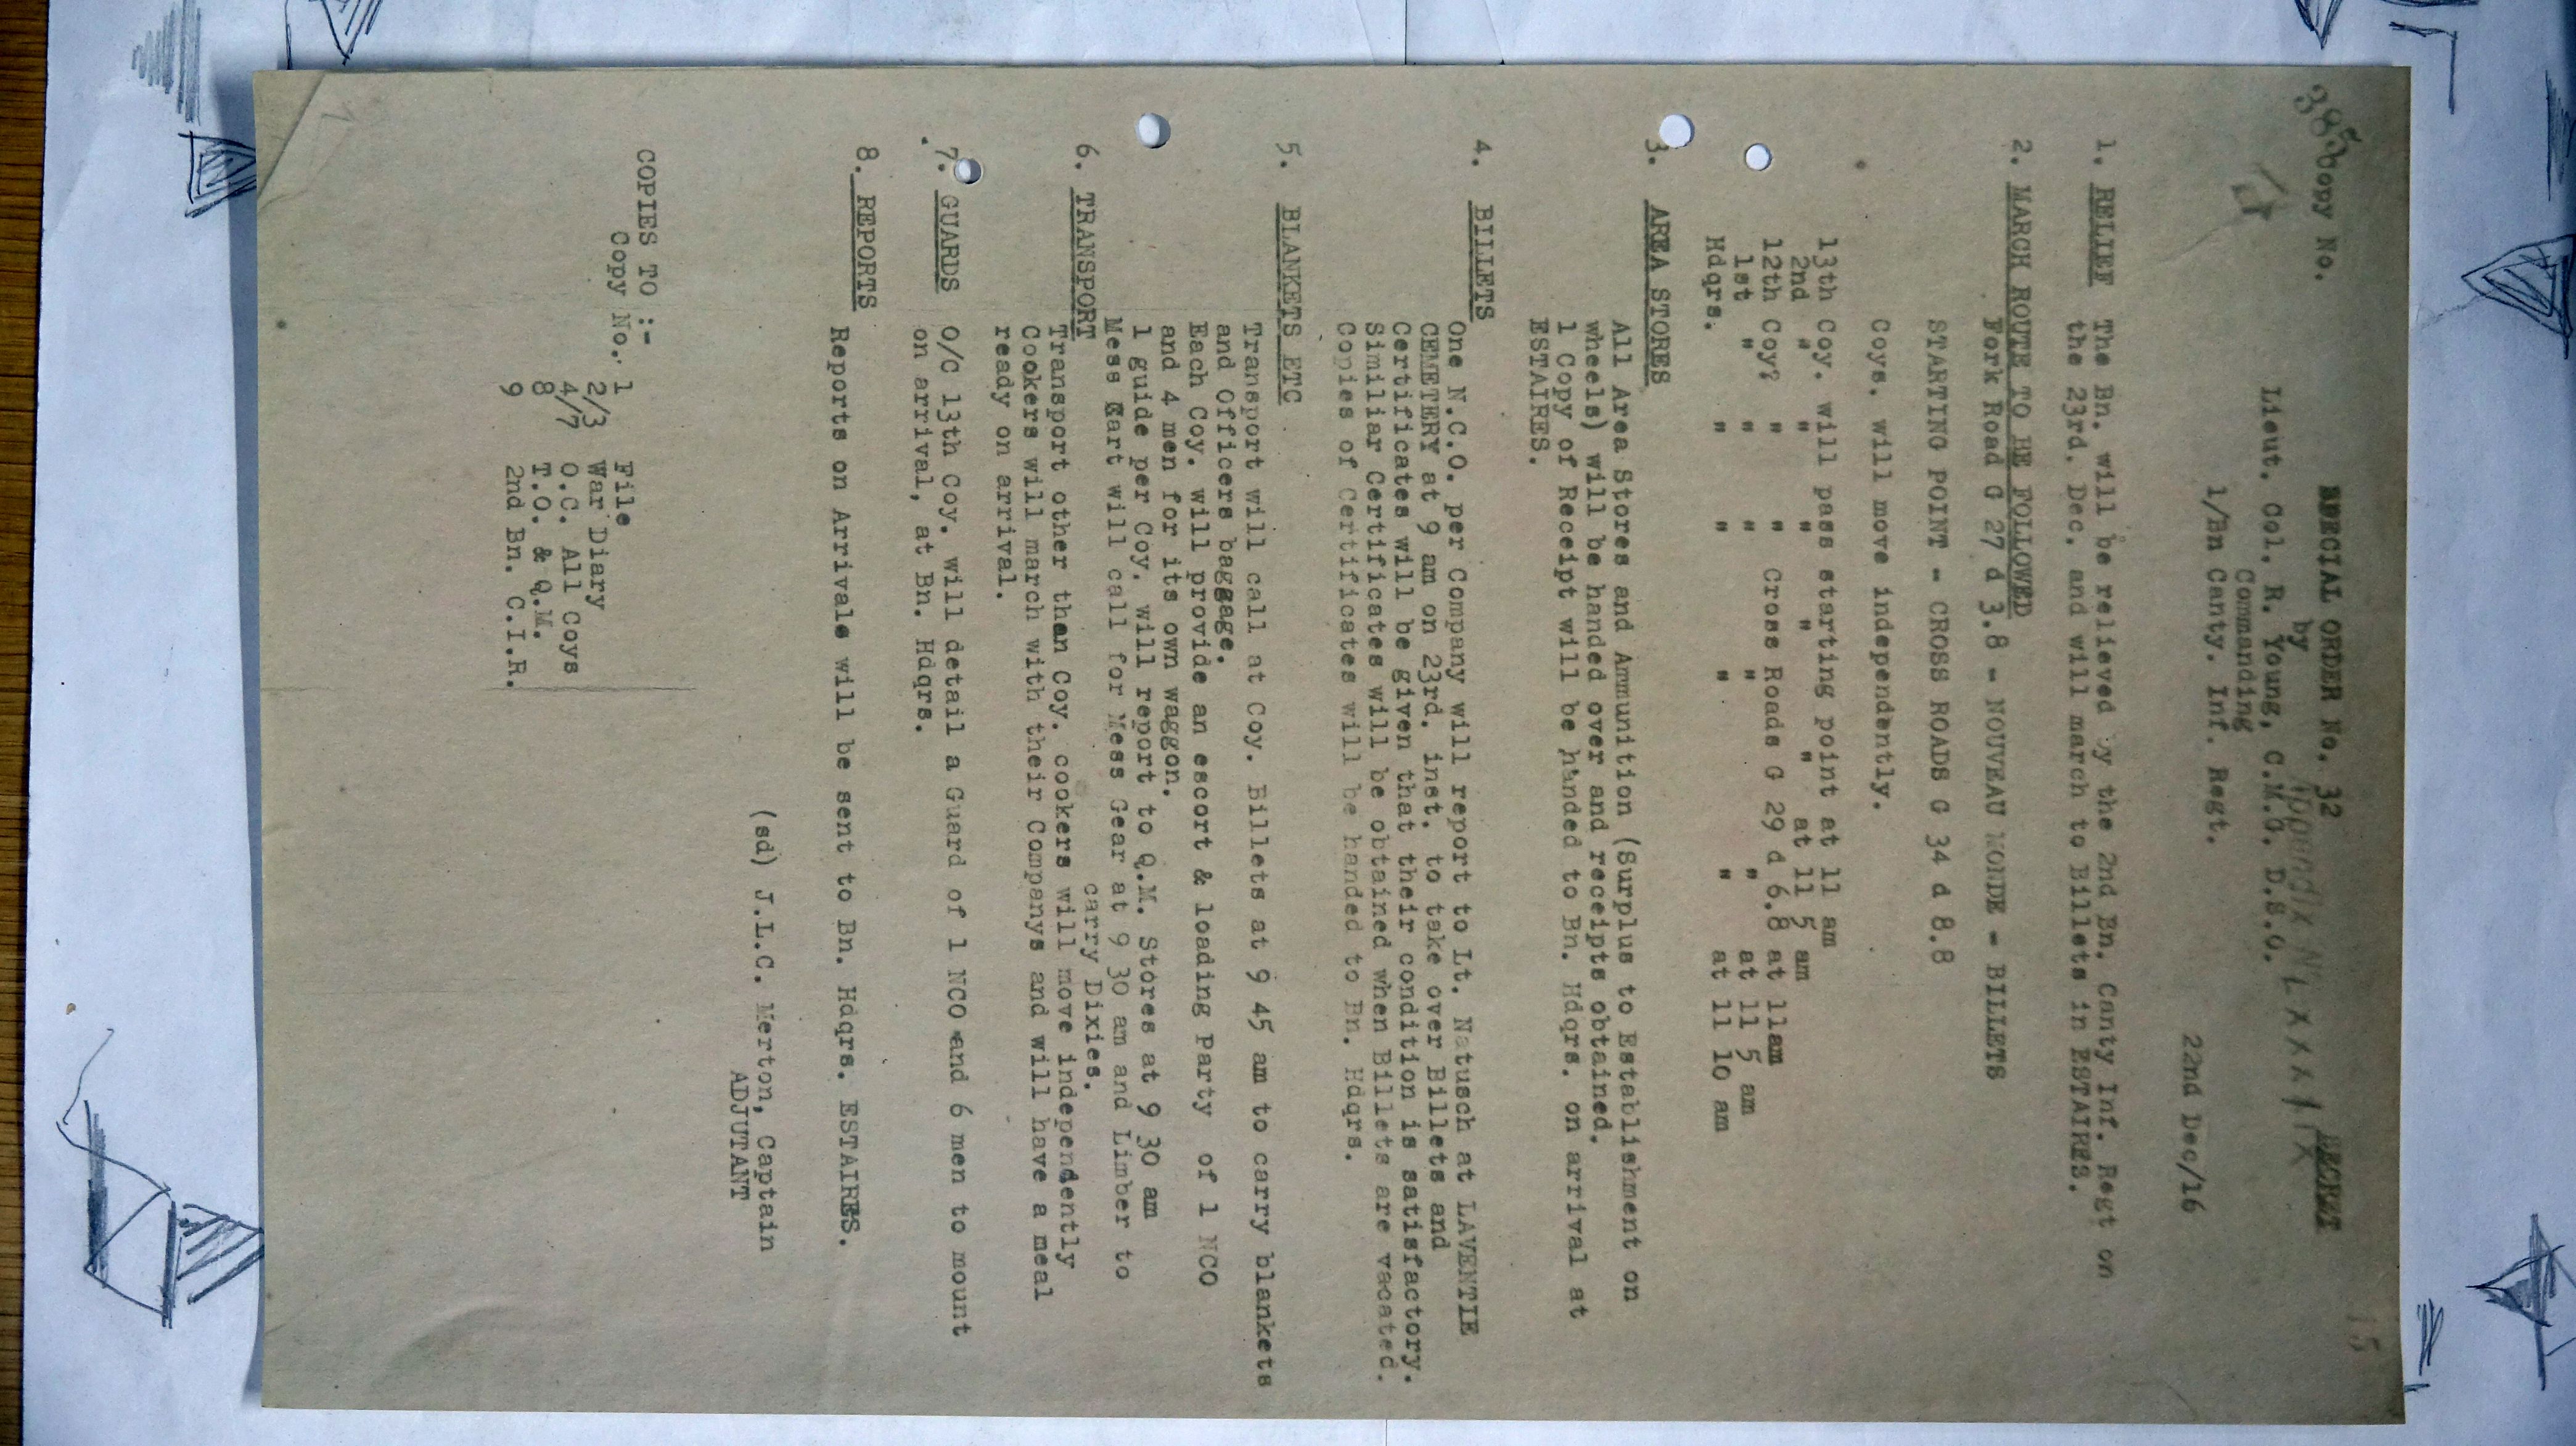 385
Copy No.
SPECIAL ORDER No. 32
SECRET
15
by
Lieut. Col. R. Young, C.M.G. D.S.O.
Commanding
1/Bn Canty. Inf. Regt.
22nd Dec/16
1. RELIEF The Bn. will be relieved by the 2nd Bn. Canty Inf. Regt on
the 23rd. Dec. and will march to Billets in ESTAIRES.
2. MARCH ROUTE TO BE FOLLOWED
Fork Road G 27 d 3.8 - NOUVEAU MONDE - BILLETS
STARTING POINT - CROSS ROADS G 34 d 8.8
Coys. will move independently.
13th Coy. will pass starting point at 11 am
2nd " " " " " at 11 5 am
12th Coy? " " Cross Roads G 29 d 6.8 at 11am
1st " " " " " at 11 5 am
Hdqrs. " " " " at 11 10 am
3. AREA STORES
All Area Stores and Ammunition (Surplus to Establishment on
wheels) will be handed over and receipts obtained.
1 Copy of Receipt will be handed to Bn. Hdqrs. on arrival at
ESTAIRES.
4. BILLETS
One N.C.O. per Company will report to Lt. Natusch at LAVENTIE
CEMETERY at 9 am on 23rd. inst. to take over Billets and
Certificates will be given that their condition is satisfactory.
Similiar Certificates will be obtained when Billets are vacated.
Copies of Certificates will be handed to Bn. Hdqrs.
5. BLANKETS ETC
Transport will call at Coy. Billets at 9 45 am to carry blankets
and Officers baggage.
Each Coy. will provide an escort & loading party of 1 NCO
and 4 men for its own waggon.
1 guide per Coy. will report to Q.M. Stores at 9 30 am
Mess Cart will call for Mess Gear at 9 30 am and Limber to
carry Dixies.
6. TRANSPORT
Transport other than Coy. cookers will move independently
Cookers will march with their Companys and will have a meal
ready on arrival.
7. GUARDS O/C 13th Coy. will detail a Guard of 1 NCO and 6 men to mount
on arrival, at Bn. Hdqrs.
8. REPORTS
Reports on Arrivals will be sent to Bn. Hdqrs. ESTAIRES.
(sd) J.L.C. Merton, Captain
ADJUTANT
COPIES TO :-
Copy No. 1 File
2/3 War Diary
4/7 O.C. All Coys
8 T.O. & Q.M.
9 2nd Bn. C.I.R.